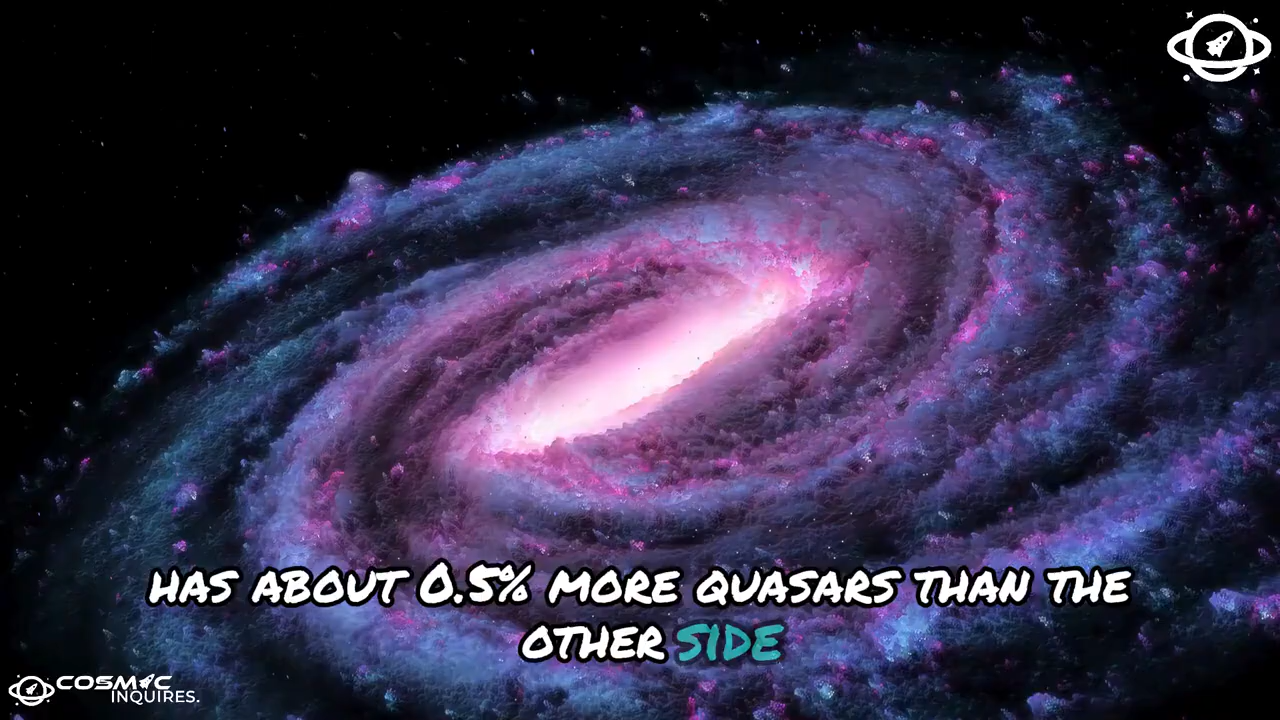 HAS ABOUT 0.5% MORE QUASARS THAN THE
OTHER SIDE
COSMIC
INQUIRES.